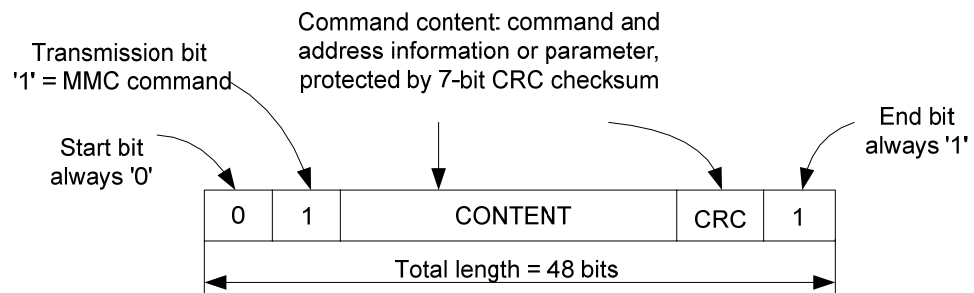 Command content: command and
address information or parameter,
protected by 7-bit CRC checksum
Transmission bit
'1' = MMC command
Start bit
always '0'
End bit
always '1'
0 1 CONTENT CRC 1
Total length = 48 bits